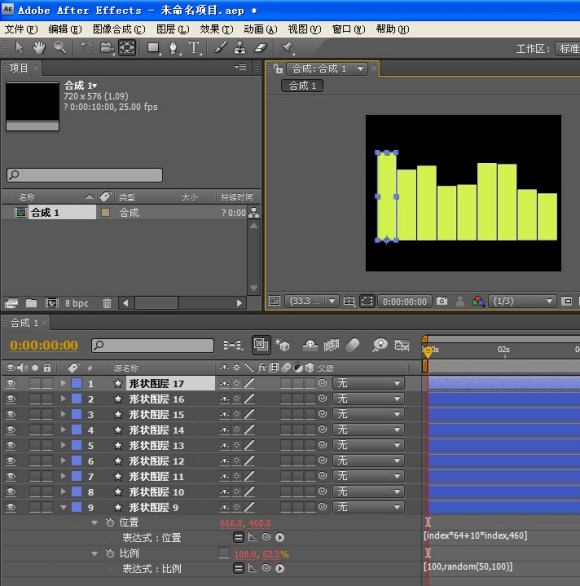 Adobe After Effects - 未命名项目.aep *
文件(F) 编辑(E) 图像合成(C) 图层(L) 效果(T) 动画(A) 视图(V) 窗口(W) 帮助(H)
工作区: 标准
项目 ×
合成 1▾
720 x 576 (1.09)
? 0:00:10:00, 25.00 fps
合成: 合成 1
合成 1
名称 类型 大小 持续时间
合成 1 合成 ? 0:00
8 bpc
(33.3... 0:00:00:00 (1/3)
合成 1 ×
0:00:00:00
# 源名称 父级
02s
1 形状图层 17 无
2 形状图层 16 无
3 形状图层 15 无
4 形状图层 14 无
5 形状图层 13 无
6 形状图层 12 无
7 形状图层 11 无
8 形状图层 10 无
9 形状图层 9 无
位置 666.0, 460.0
表达式：位置 [index*64+10*index,460]
比例 100.0, 52.0%
表达式：比例 [100,random(50,100)]